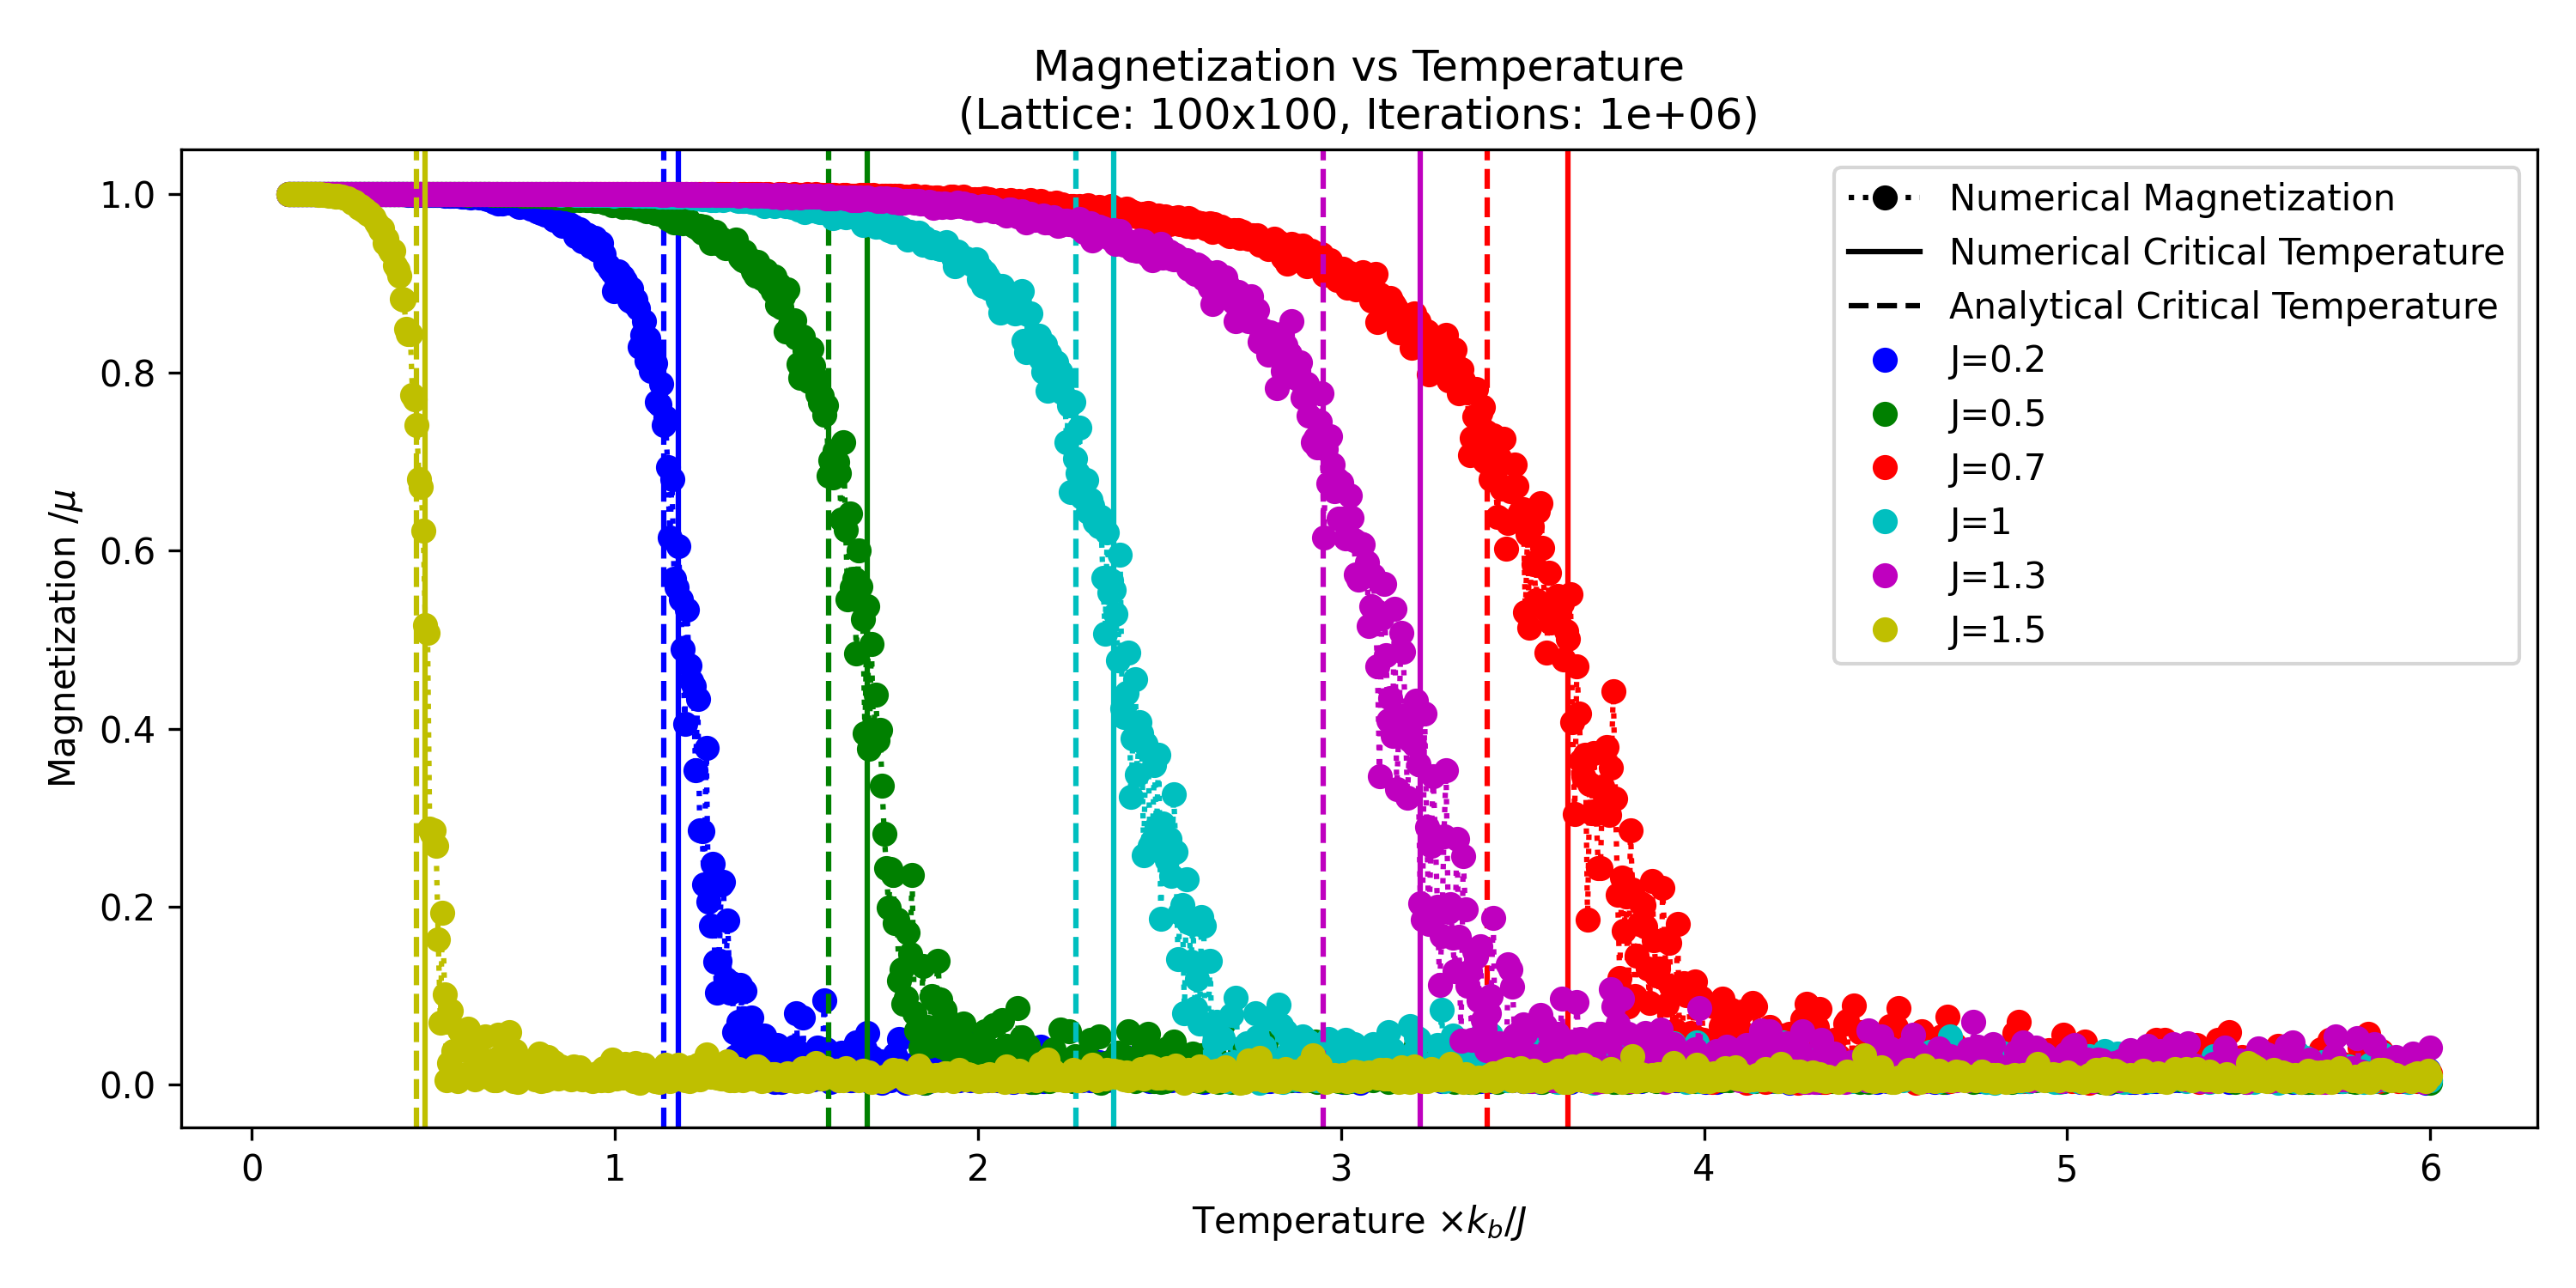 Magnetization vs Temperature
(Lattice: 100x100, Iterations: 1e+06)
Magnetization /μ
1.0
0.8
0.6
0.4
0.2
0.0
Numerical Magnetization
Numerical Critical Temperature
Analytical Critical Temperature
J=0.2
J=0.5
J=0.7
J=1
J=1.3
J=1.5
0 1 2 3 4 5 6
Temperature ×k_b/J